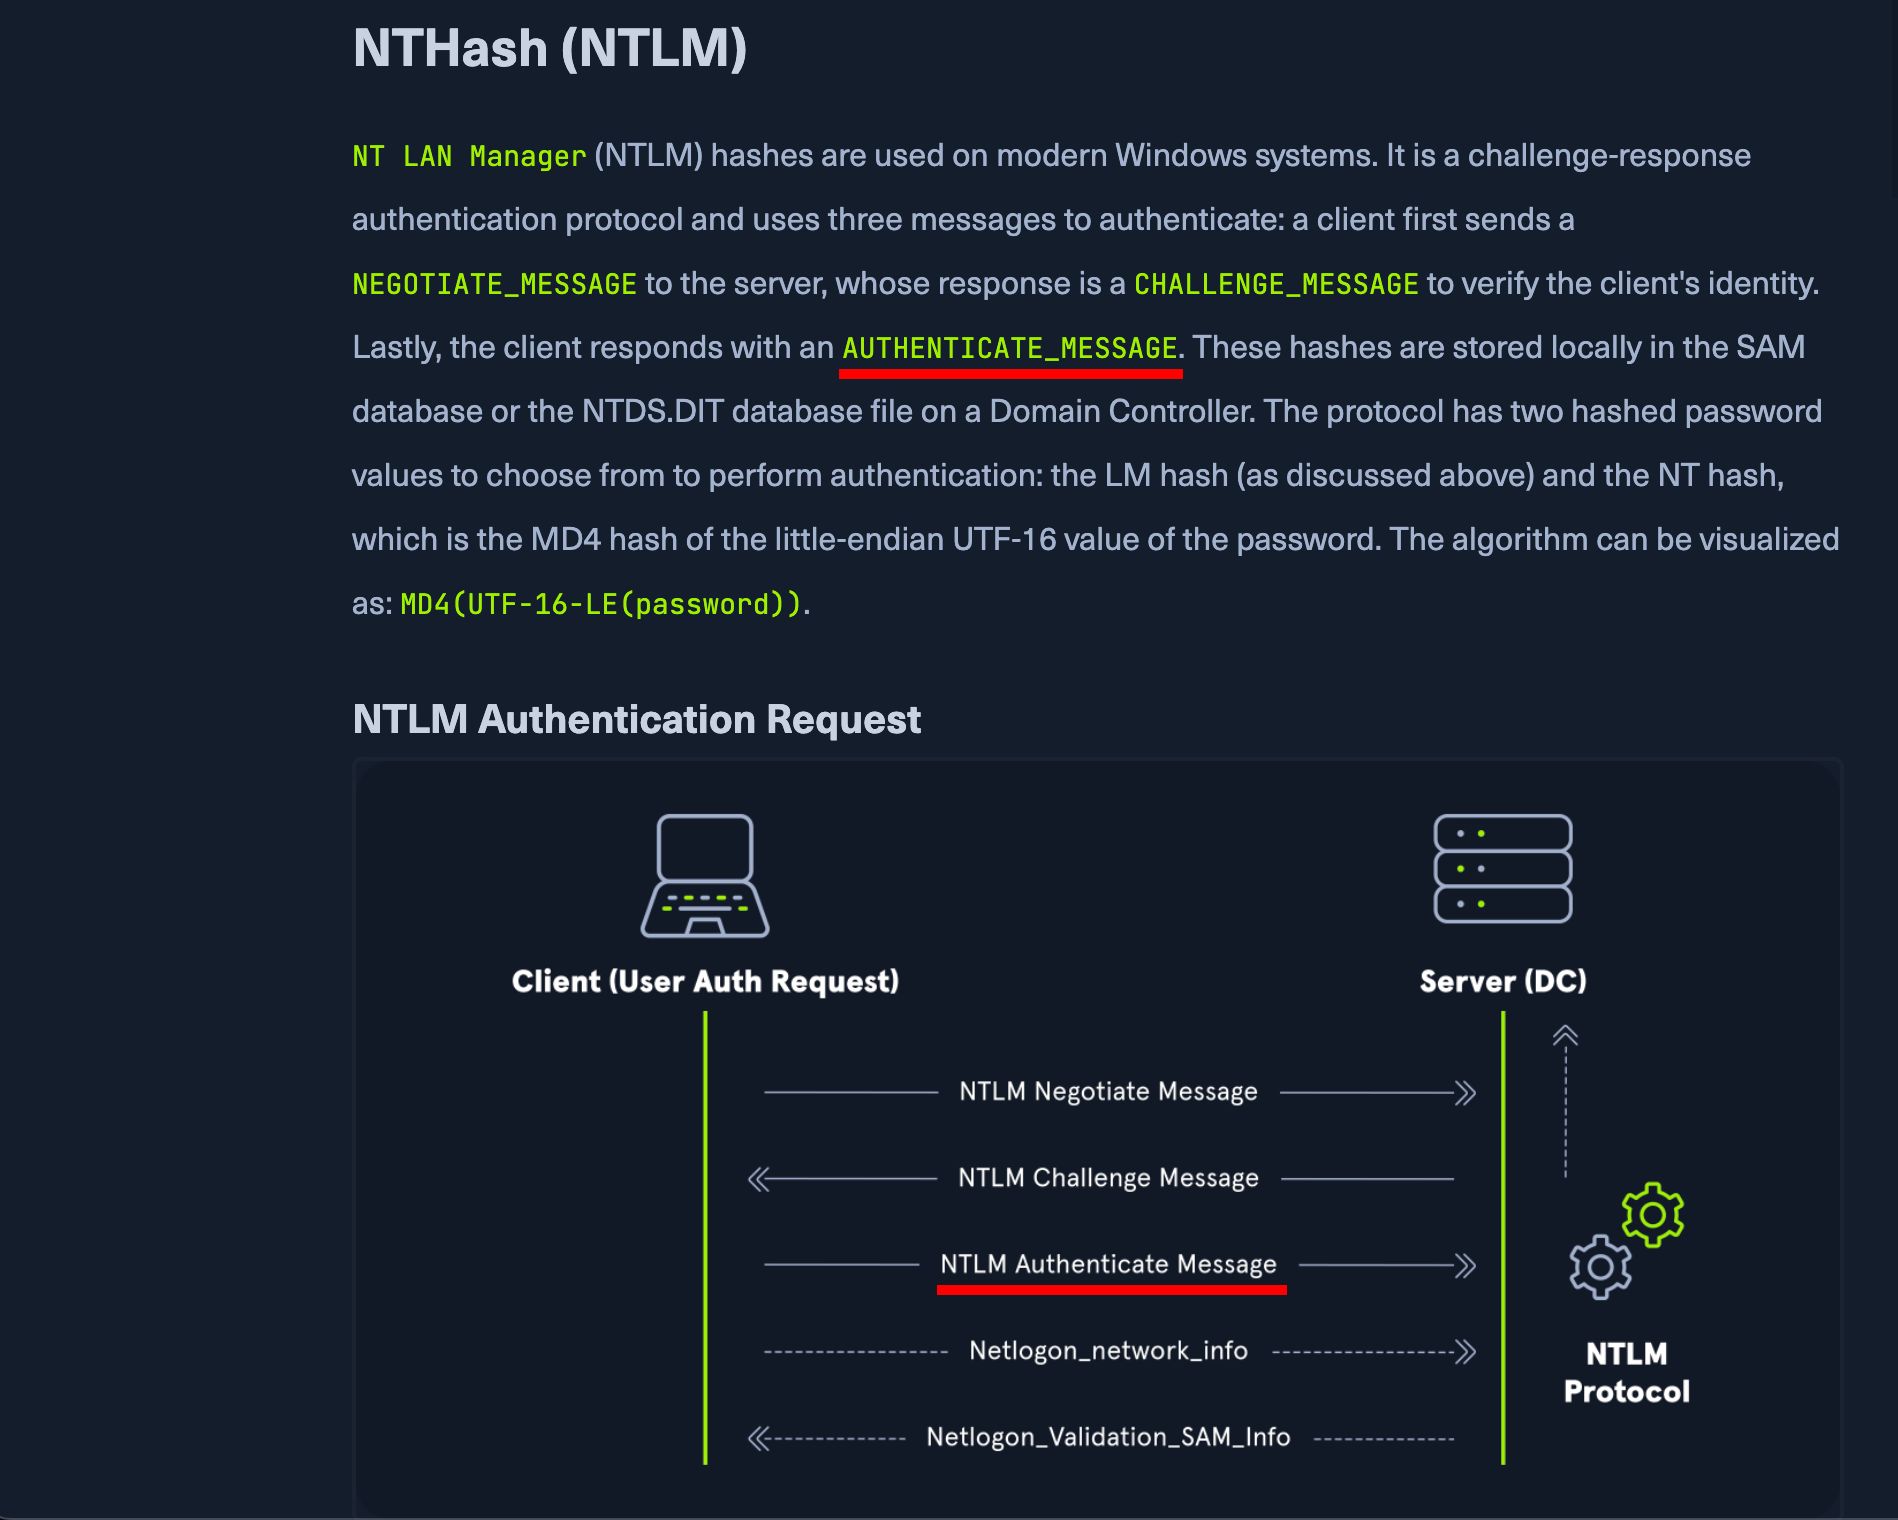 NTHash (NTLM)
NT LAN Manager (NTLM) hashes are used on modern Windows systems. It is a challenge-response
authentication protocol and uses three messages to authenticate: a client first sends a
NEGOTIATE_MESSAGE to the server, whose response is a CHALLENGE_MESSAGE to verify the client's identity.
Lastly, the client responds with an AUTHENTICATE_MESSAGE. These hashes are stored locally in the SAM
database or the NTDS.DIT database file on a Domain Controller. The protocol has two hashed password
values to choose from to perform authentication: the LM hash (as discussed above) and the NT hash,
which is the MD4 hash of the little-endian UTF-16 value of the password. The algorithm can be visualized
as: MD4(UTF-16-LE(password)).
NTLM Authentication Request
Client (User Auth Request)
Server (DC)
NTLM Negotiate Message
NTLM Challenge Message
NTLM Authenticate Message
Netlogon_network_info
NTLM
Protocol
Netlogon_Validation_SAM_Info